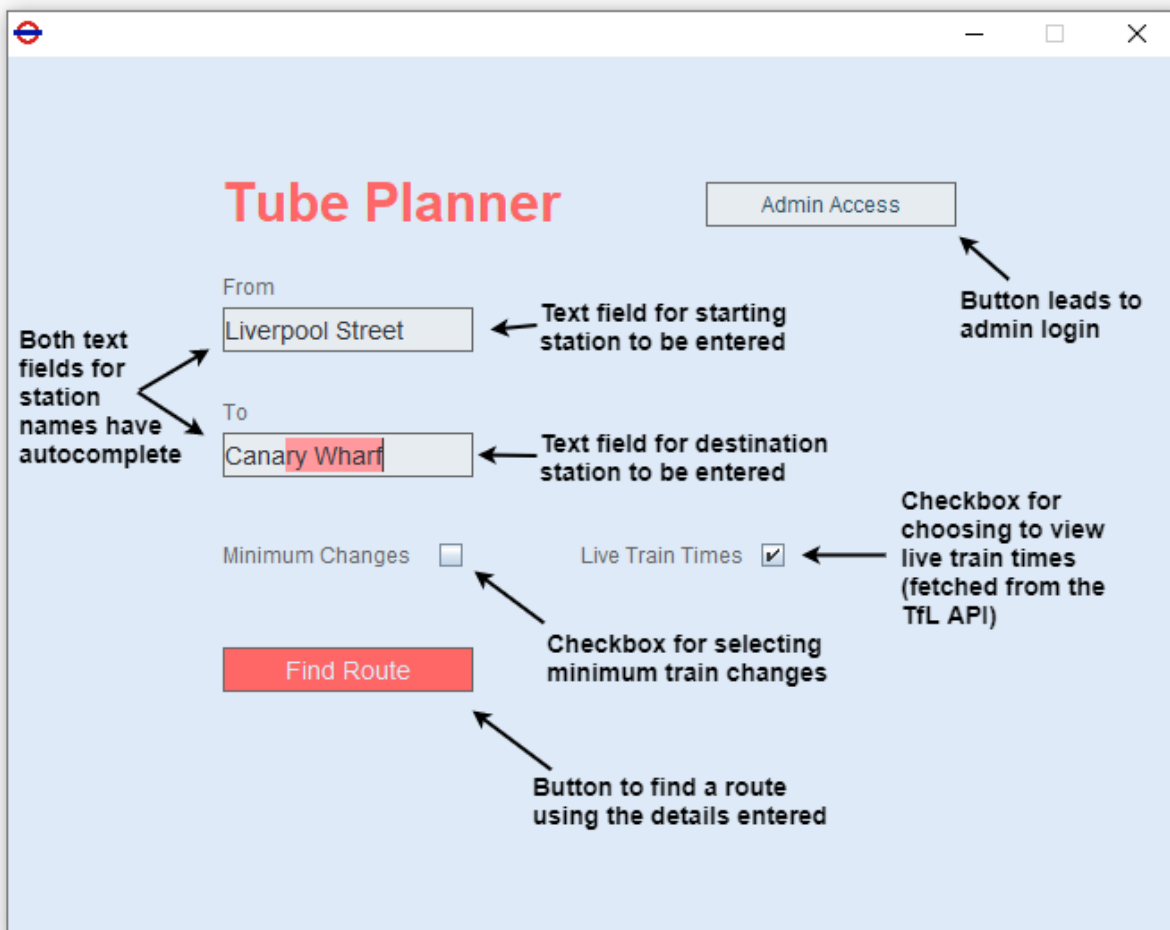 Tube Planner
Admin Access
Button leads to
admin login
From
Liverpool Street
Text field for starting
station to be entered
Both text
fields for
station
names have
autocomplete
To
Canary Wharf
Text field for destination
station to be entered
Minimum Changes
Live Train Times
Checkbox for
choosing to view
live train times
(fetched from the
TfL API)
Checkbox for selecting
minimum train changes
Find Route
Button to find a route
using the details entered